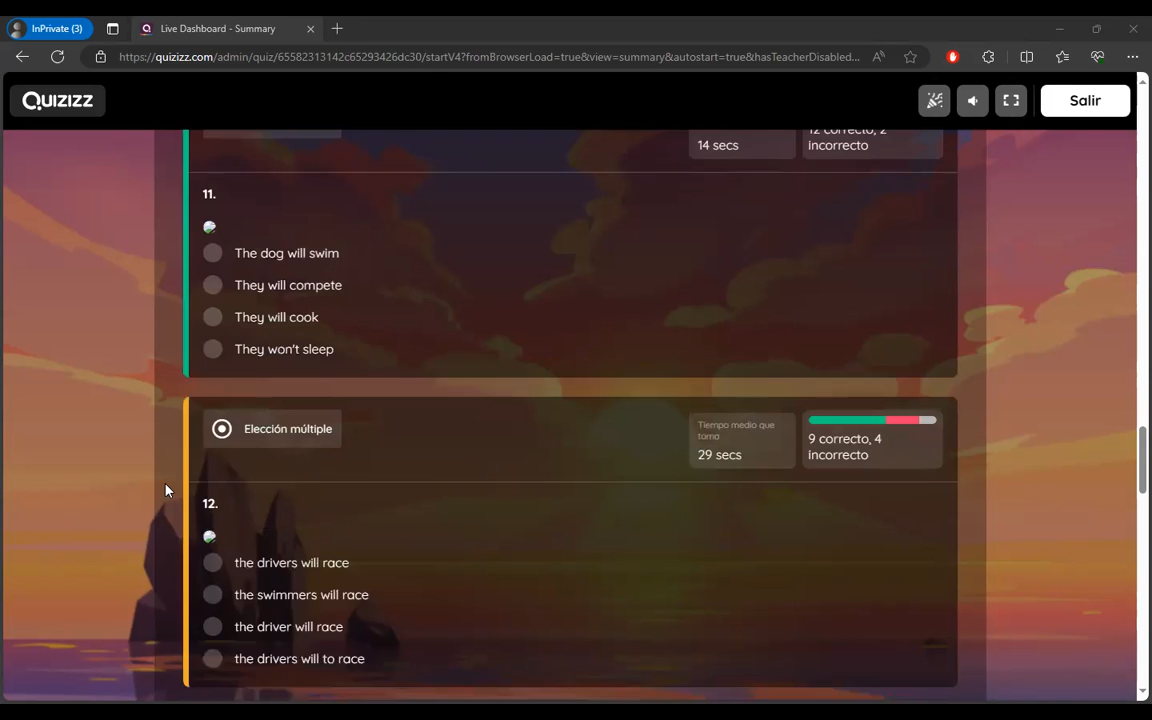 InPrivate (3)
Live Dashboard - Summary
https://quizizz.com/admin/quiz/65582313142c65293426dc30/startV4?fromBrowserLoad=true&view=summary&autostart=true&hasTeacherDisabled...
QUIZIZZ
Salir
14 secs
12 correcto, 2
incorrecto
11.
The dog will swim
They will compete
They will cook
They won't sleep
Elección múltiple
Tiempo medio que
toma
29 secs
9 correcto, 4
incorrecto
12.
the drivers will race
the swimmers will race
the driver will race
the drivers will to race